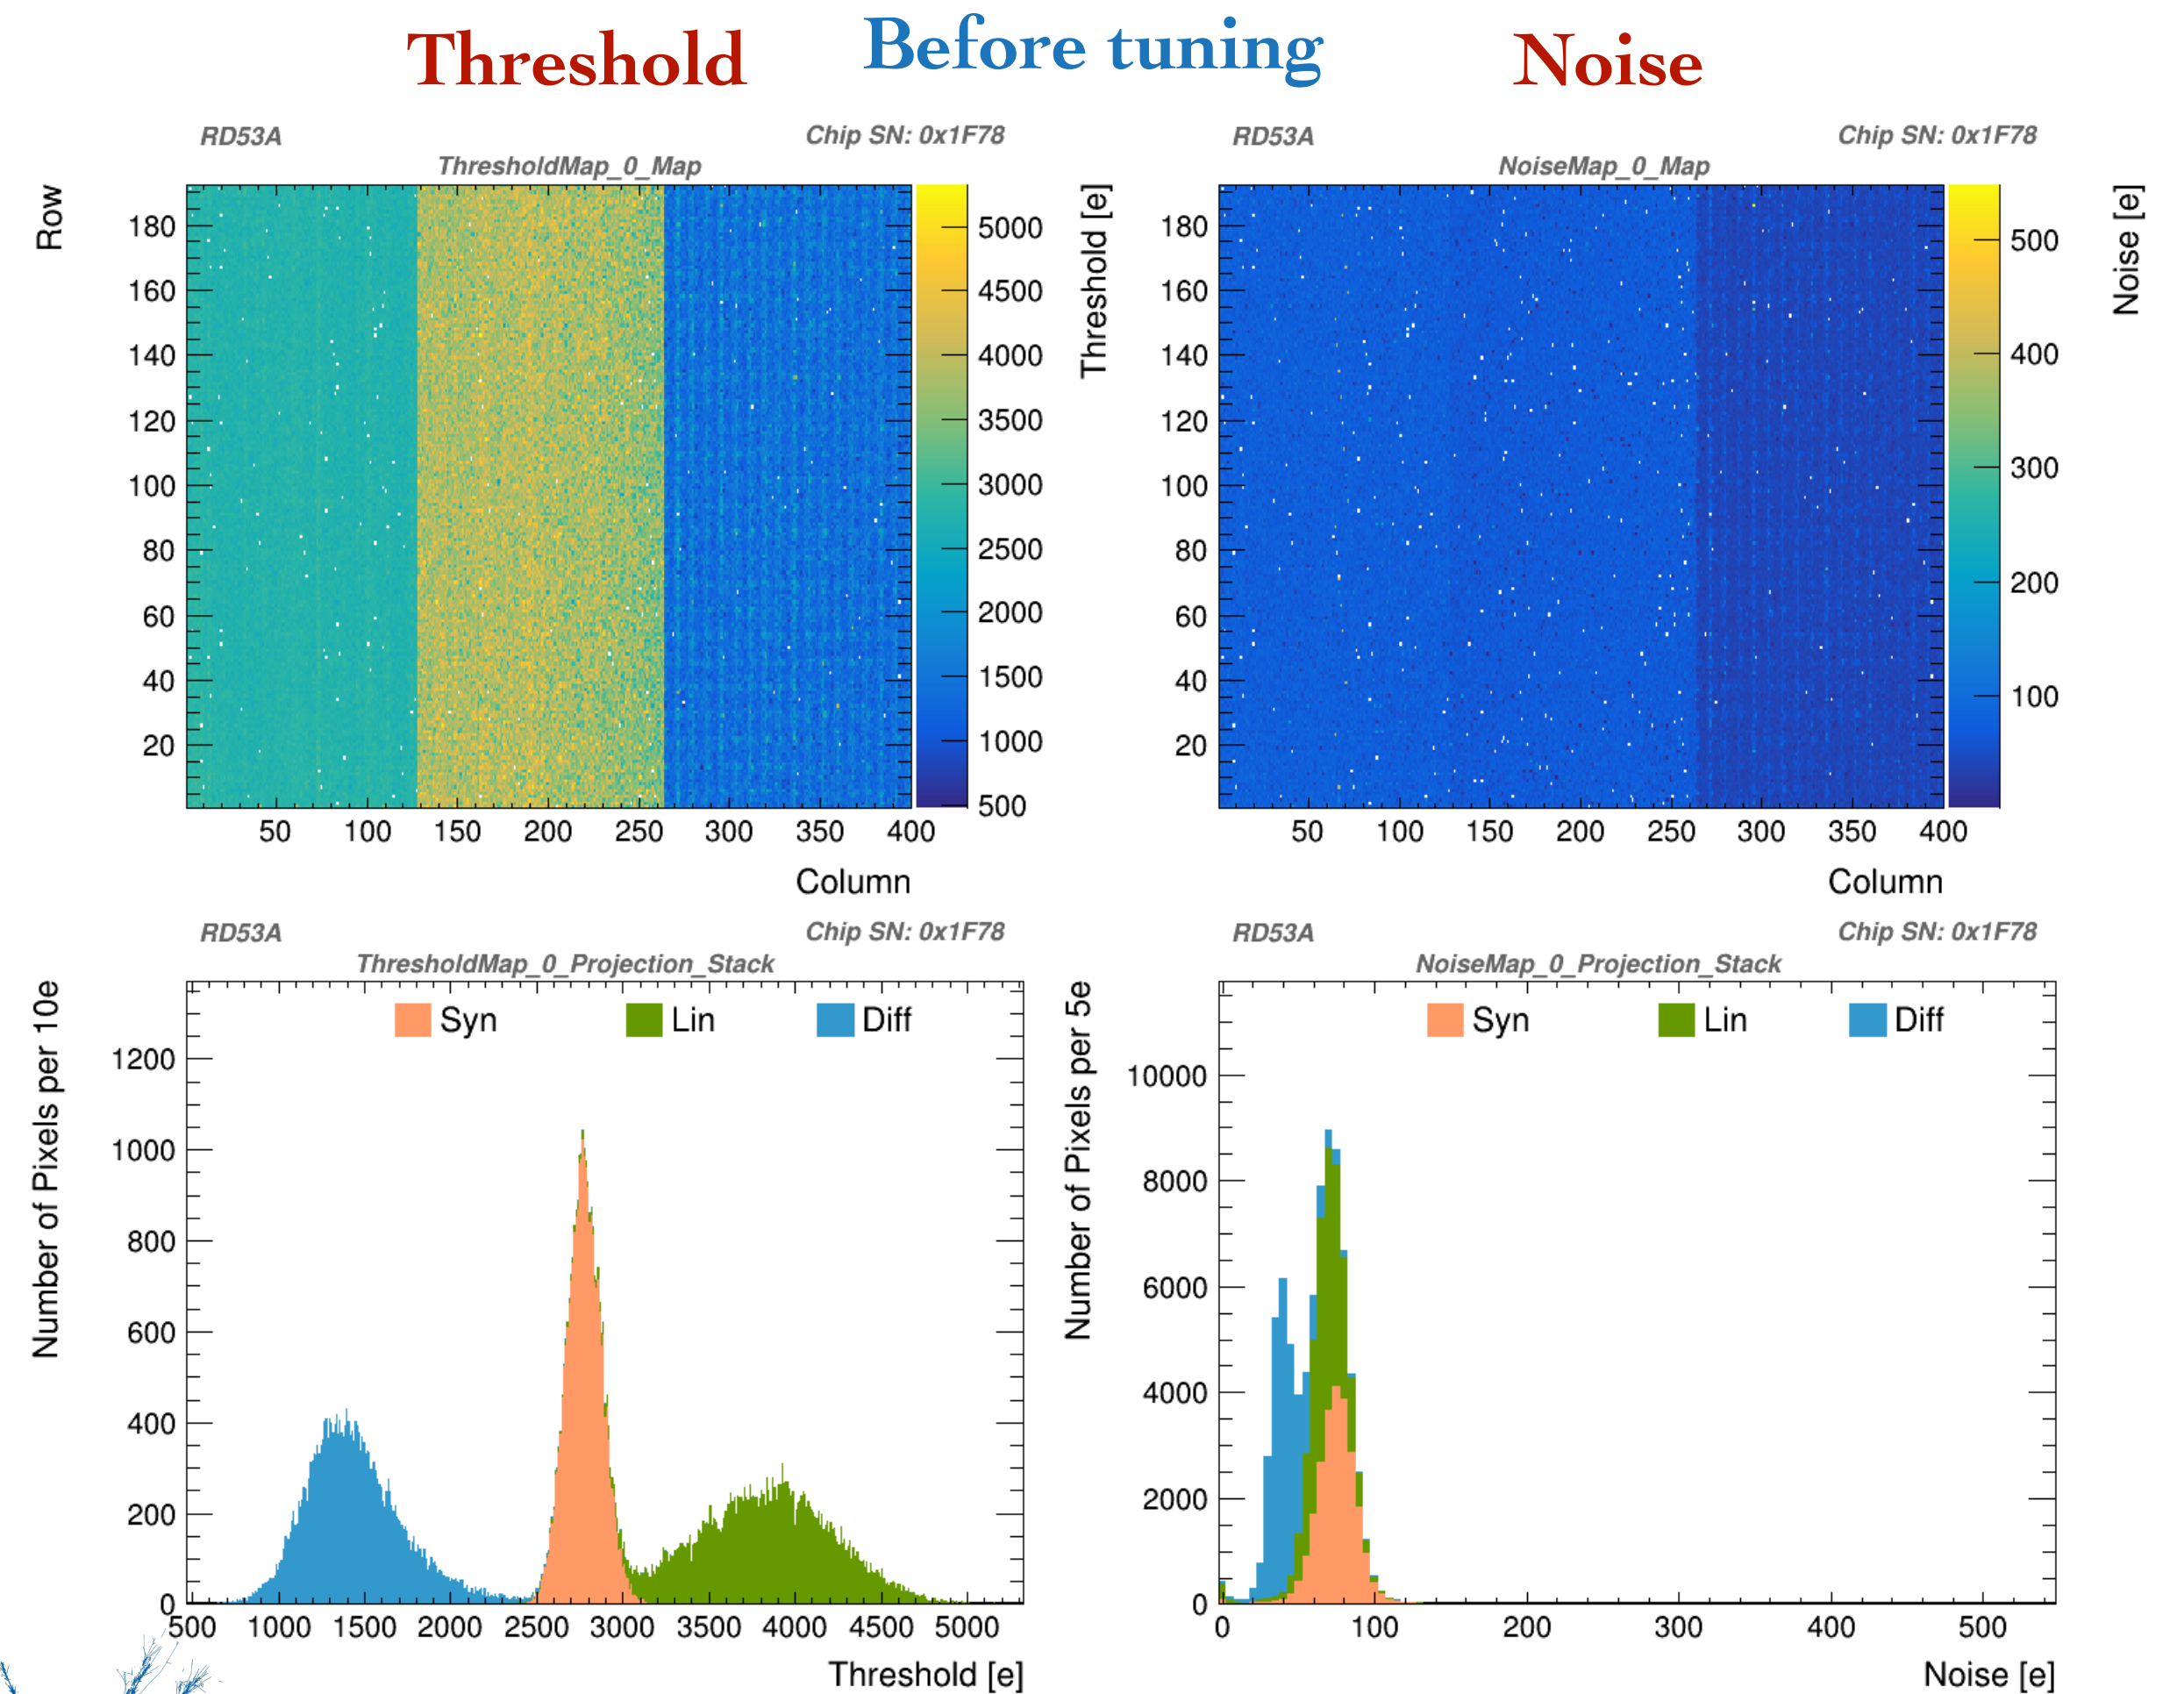 Threshold Before tuning Noise
RD53A Chip SN: 0x1F78
ThresholdMap_0_Map
Row
180
160
140
120
100
80
60
40
20
50 100 150 200 250 300 350 400
Column
5000
4500
4000
3500
3000
2500
2000
1500
1000
500
Threshold [e]
RD53A Chip SN: 0x1F78
NoiseMap_0_Map
180
160
140
120
100
80
60
40
20
50 100 150 200 250 300 350 400
Column
500
400
300
200
100
Noise [e]
RD53A Chip SN: 0x1F78
ThresholdMap_0_Projection_Stack
Number of Pixels per 10e
Syn Lin Diff
1200
1000
800
600
400
200
0
500 1000 1500 2000 2500 3000 3500 4000 4500 5000
Threshold [e]
RD53A Chip SN: 0x1F78
NoiseMap_0_Projection_Stack
Number of Pixels per 5e
Syn Lin Diff
10000
8000
6000
4000
2000
0
0 100 200 300 400 500
Noise [e]